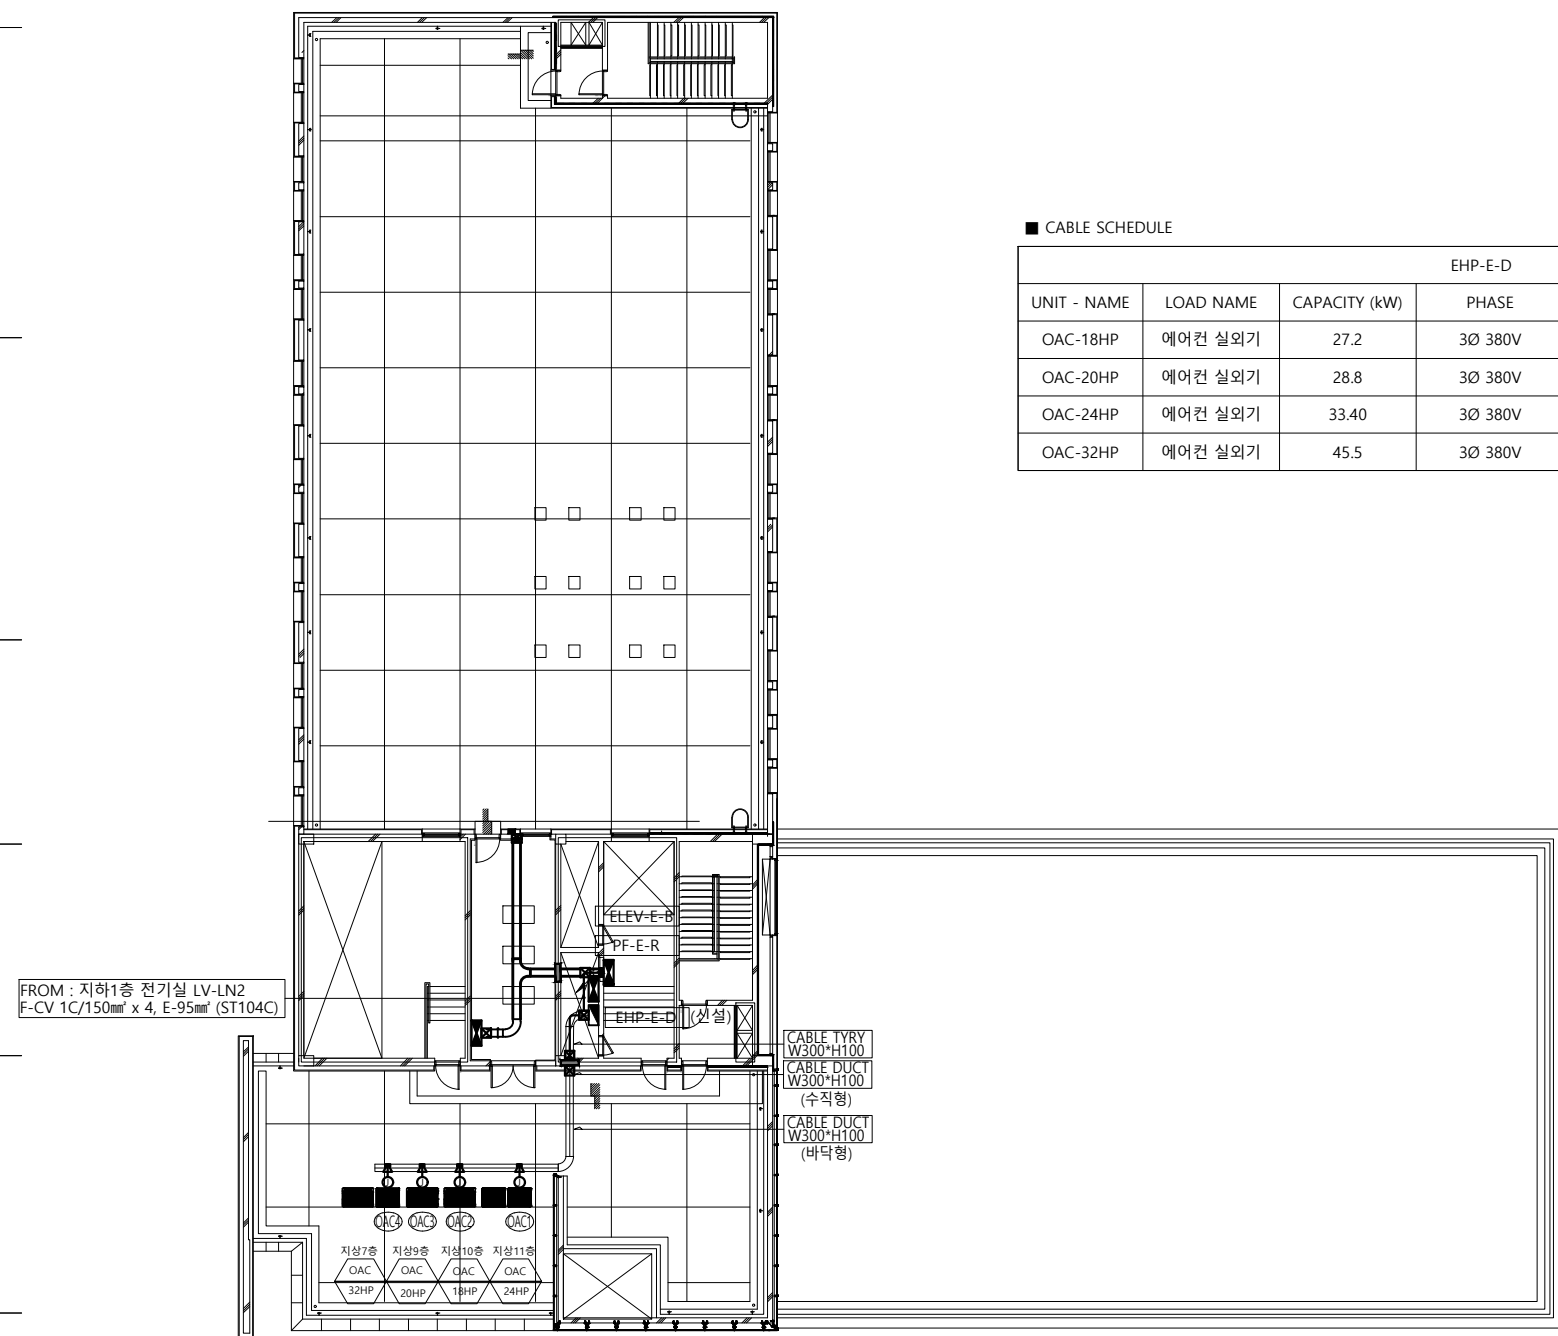 ■ CABLE SCHEDULE
EHP-E-D
UNIT - NAME LOAD NAME CAPACITY (kW) PHASE
OAC-18HP 에어컨 실외기 27.2 3Ø 380V
OAC-20HP 에어컨 실외기 28.8 3Ø 380V
OAC-24HP 에어컨 실외기 33.40 3Ø 380V
OAC-32HP 에어컨 실외기 45.5 3Ø 380V
ELEV-E-B
PF-E-R
FROM : 지하1층 전기실 LV-LN2
F-CV 1C/150㎟ x 4, E-95㎟ (ST104C)
EHP-E-D (신설)
CABLE TYRY
W300*H100
CABLE DUCT
W300*H100
(수직형)
CABLE DUCT
W300*H100
(바닥형)
OAC4 OAC3 OAC2 OAC1
지상7층 지상9층 지상10층 지상11층
OAC OAC OAC OAC
32HP 20HP 18HP 24HP